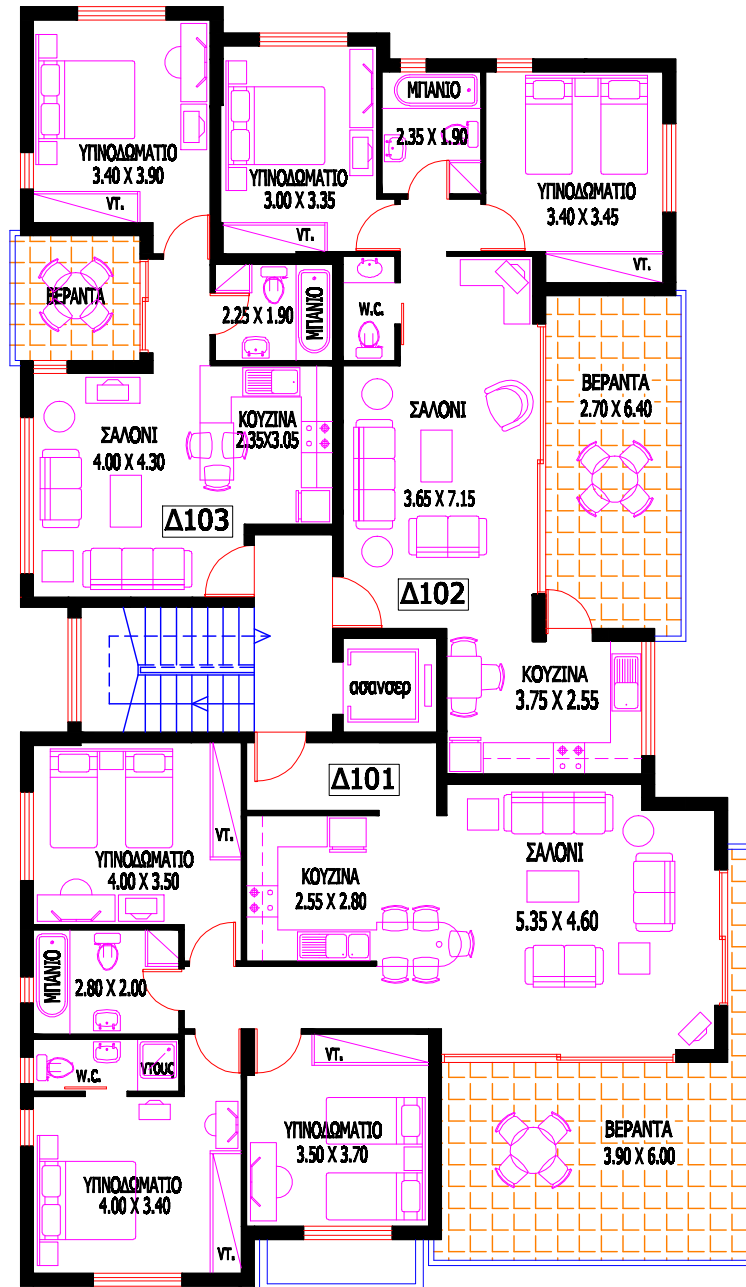 ΥΠΝΟΔΩΜΑΤΙΟ
3.40 X 3.90
VT.
ΥΠΝΟΔΩΜΑΤΙΟ
3.00 X 3.35
VT.
ΜΠΑΝΙΟ
2.35 X 1.90
ΥΠΝΟΔΩΜΑΤΙΟ
3.40 X 3.45
VT.
ΒΕΡΑΝΤΑ
2.25 X 1.90
ΜΠΑΝΙΟ
W.C.
ΣΑΛΟΝΙ
4.00 X 4.30
ΚΟΥΖΙΝΑ
2.35X3.05
Δ103
ΣΑΛΟΝΙ
3.65 X 7.15
Δ102
ΒΕΡΑΝΤΑ
2.70 X 6.40
ασανσερ
ΚΟΥΖΙΝΑ
3.75 X 2.55
Δ101
VT.
ΥΠΝΟΔΩΜΑΤΙΟ
4.00 X 3.50
ΚΟΥΖΙΝΑ
2.55 X 2.80
ΣΑΛΟΝΙ
5.35 X 4.60
ΜΠΑΝΙΟ
2.80 X 2.00
W.C.
ντους
VT.
ΥΠΝΟΔΩΜΑΤΙΟ
3.50 X 3.70
ΒΕΡΑΝΤΑ
3.90 X 6.00
ΥΠΝΟΔΩΜΑΤΙΟ
4.00 X 3.40
VT.